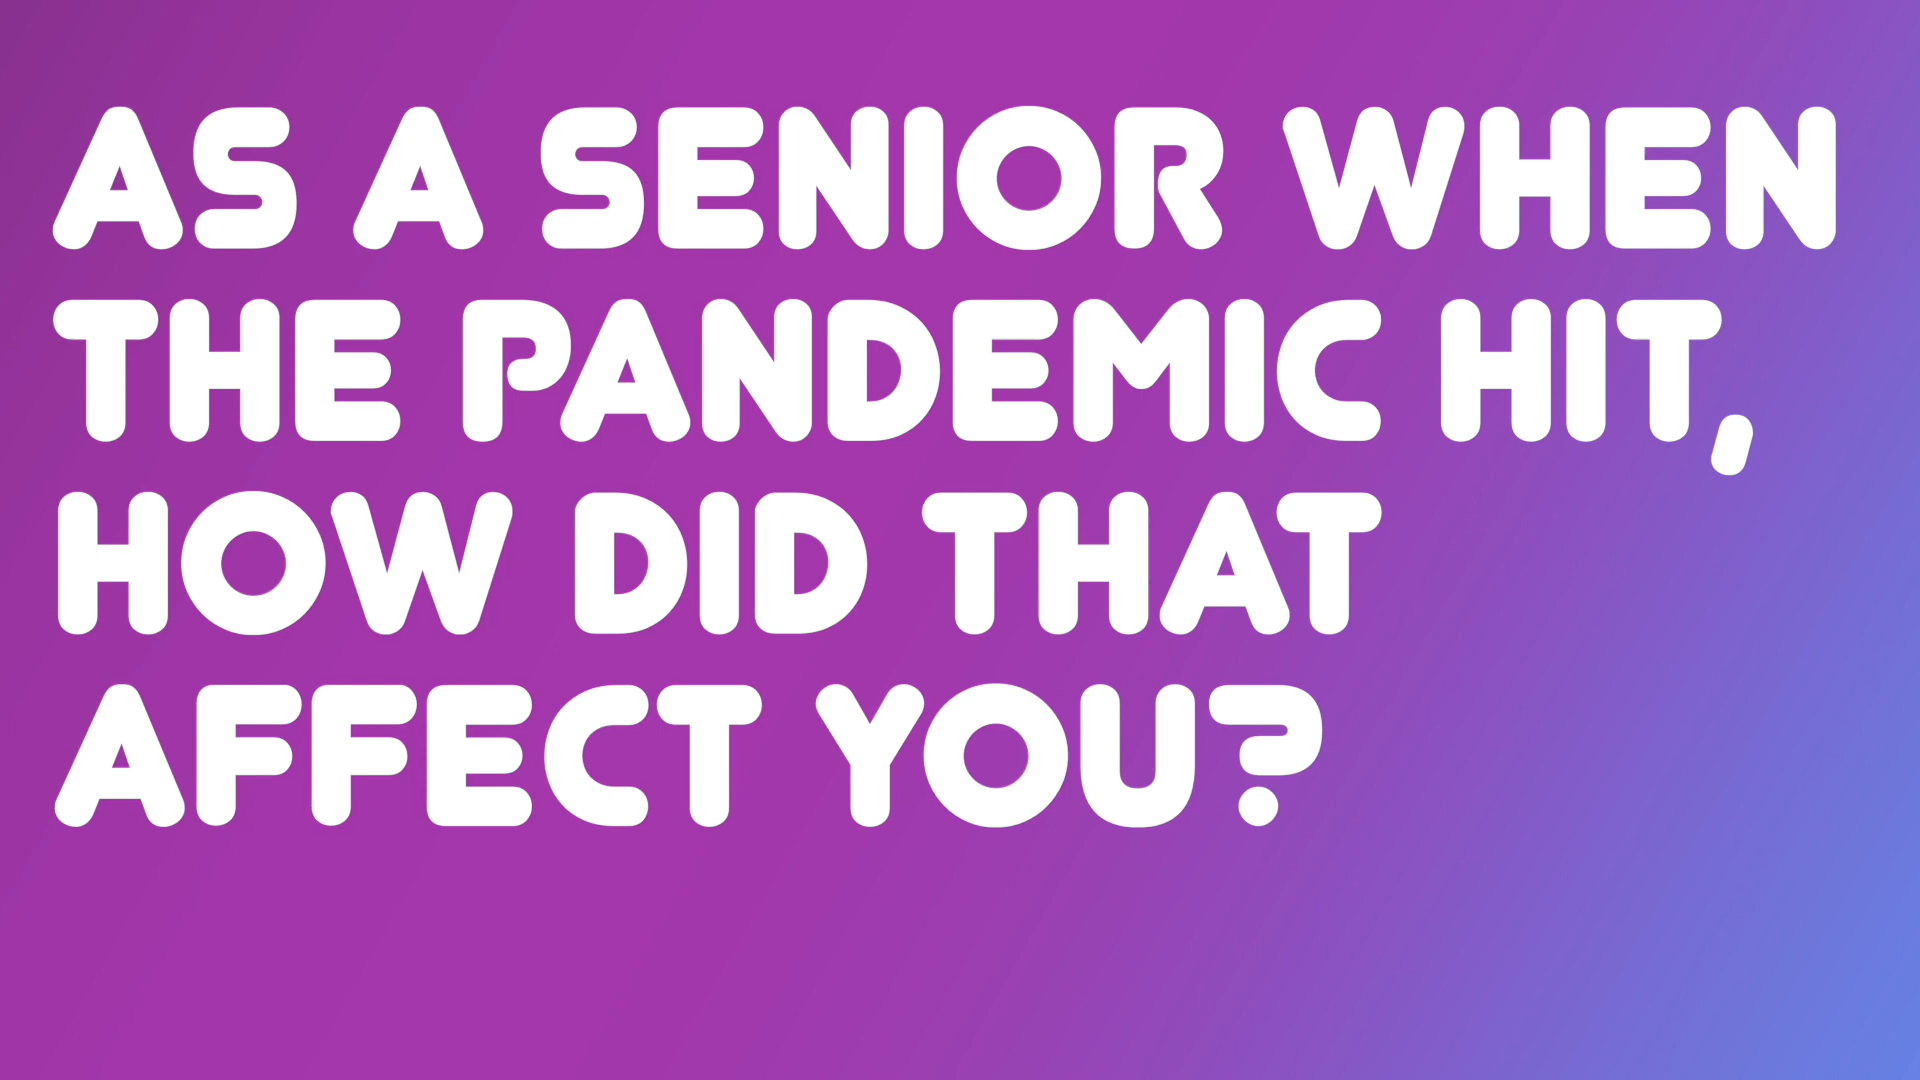 AS A SENIOR WHEN
THE PANDEMIC HIT,
HOW DID THAT
AFFECT YOU?